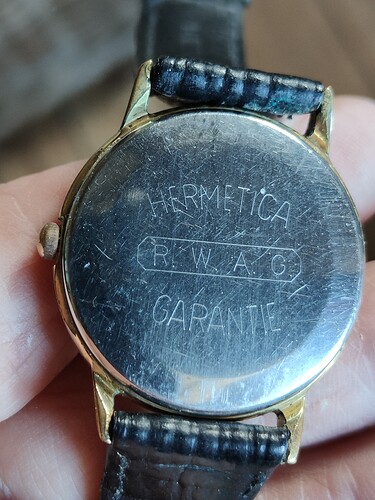 HERMETICA
R. W. A. G.
GARANTIE